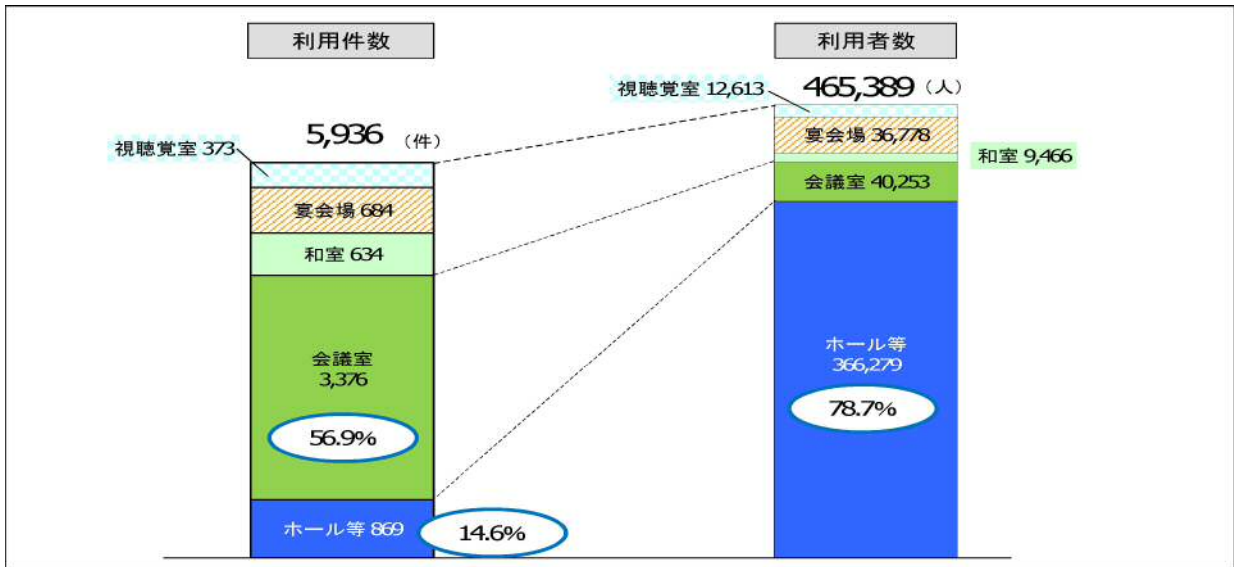 利用件数
5,936 (件)
視聴覚室 373
宴会場 684
和室 634
会議室
3,376
56.9%
ホール等 869
14.6%
利用者数
465,389 (人)
視聴覚室 12,613
宴会場 36,778
和室 9,466
会議室 40,253
ホール等
366,279
78.7%